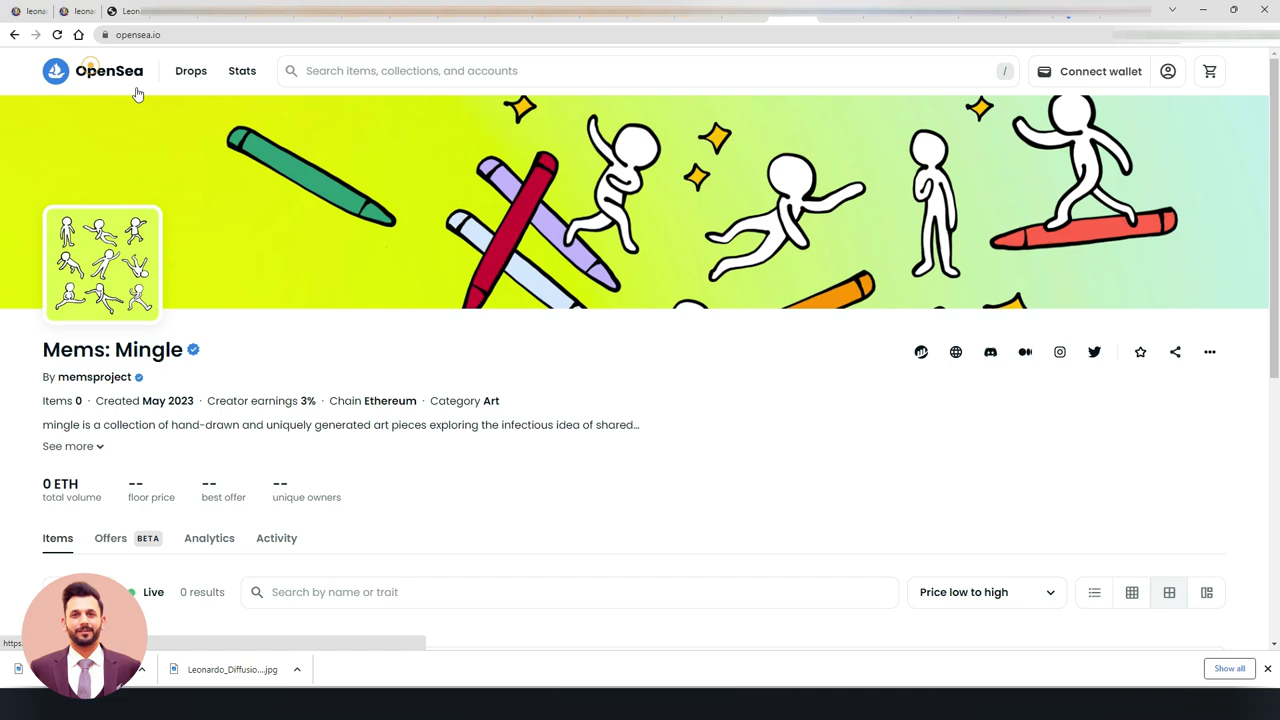 leona
leona
Leon
opensea.io
OpenSea Drops Stats Search items, collections, and accounts / Connect wallet
Mems: Mingle
By memsproject
Items 0 · Created May 2023 · Creator earnings 3% · Chain Ethereum · Category Art
mingle is a collection of hand-drawn and uniquely generated art pieces exploring the infectious idea of shared…
See more
0 ETH -- -- --
total volume floor price best offer unique owners
Items Offers BETA Analytics Activity
Live 0 results Search by name or trait Price low to high
https:
Leonardo_Diffusio....jpg Show all